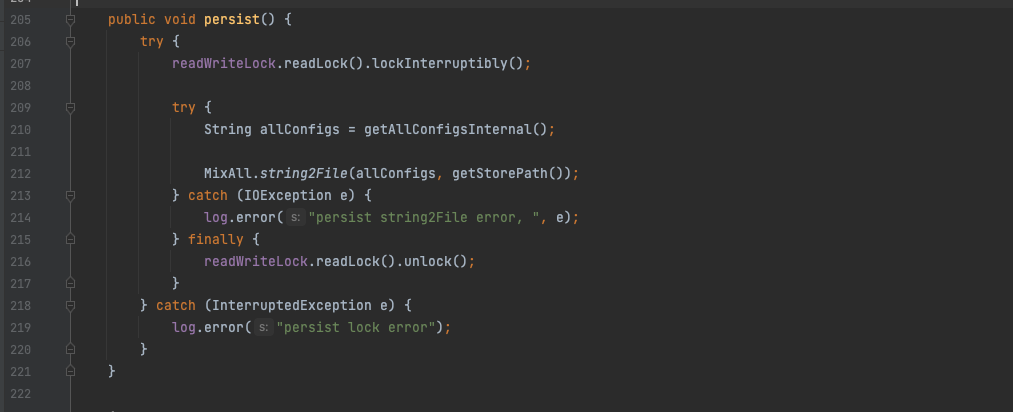 204
205 public void persist() {
206 try {
207 readWriteLock.readLock().lockInterruptibly();
208
209 try {
210 String allConfigs = getAllConfigsInternal();
211
212 MixAll.string2File(allConfigs, getStorePath());
213 } catch (IOException e) {
214 log.error( s: "persist string2File error, ", e);
215 } finally {
216 readWriteLock.readLock().unlock();
217 }
218 } catch (InterruptedException e) {
219 log.error( s: "persist lock error");
220 }
221 }
222